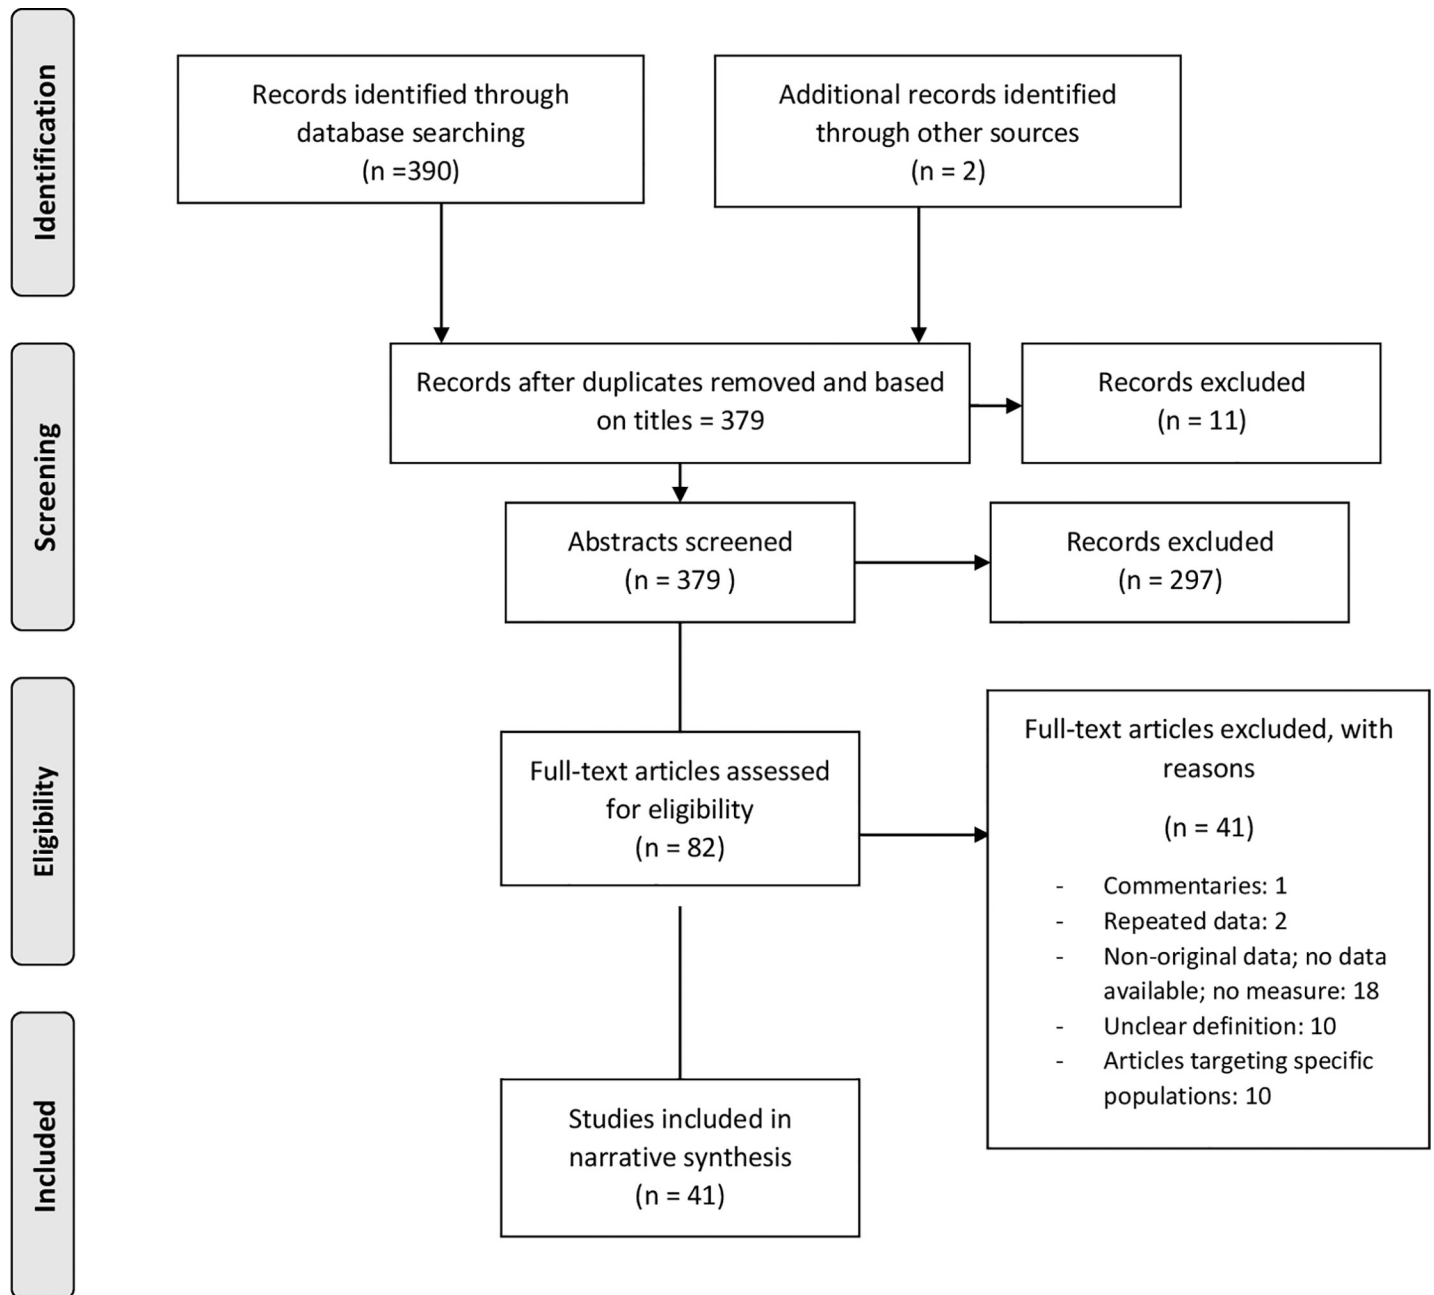 Identification
Records identified through
database searching
(n =390)
Additional records identified
through other sources
(n = 2)
Screening
Records after duplicates removed and based
on titles = 379
Records excluded
(n = 11)
Abstracts screened
(n = 379 )
Records excluded
(n = 297)
Eligibility
Full-text articles assessed
for eligibility
(n = 82)
Full-text articles excluded, with
reasons
(n = 41)
- Commentaries: 1
- Repeated data: 2
- Non-original data; no data
available; no measure: 18
- Unclear definition: 10
- Articles targeting specific
populations: 10
Included
Studies included in
narrative synthesis
(n = 41)